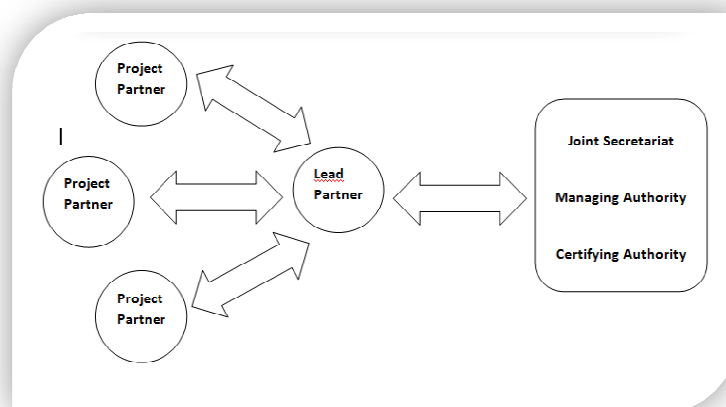 Project
Partner
Project
Partner
Project
Partner
Lead
Partner
Joint Secretariat
Managing Authority
Certifying Authority